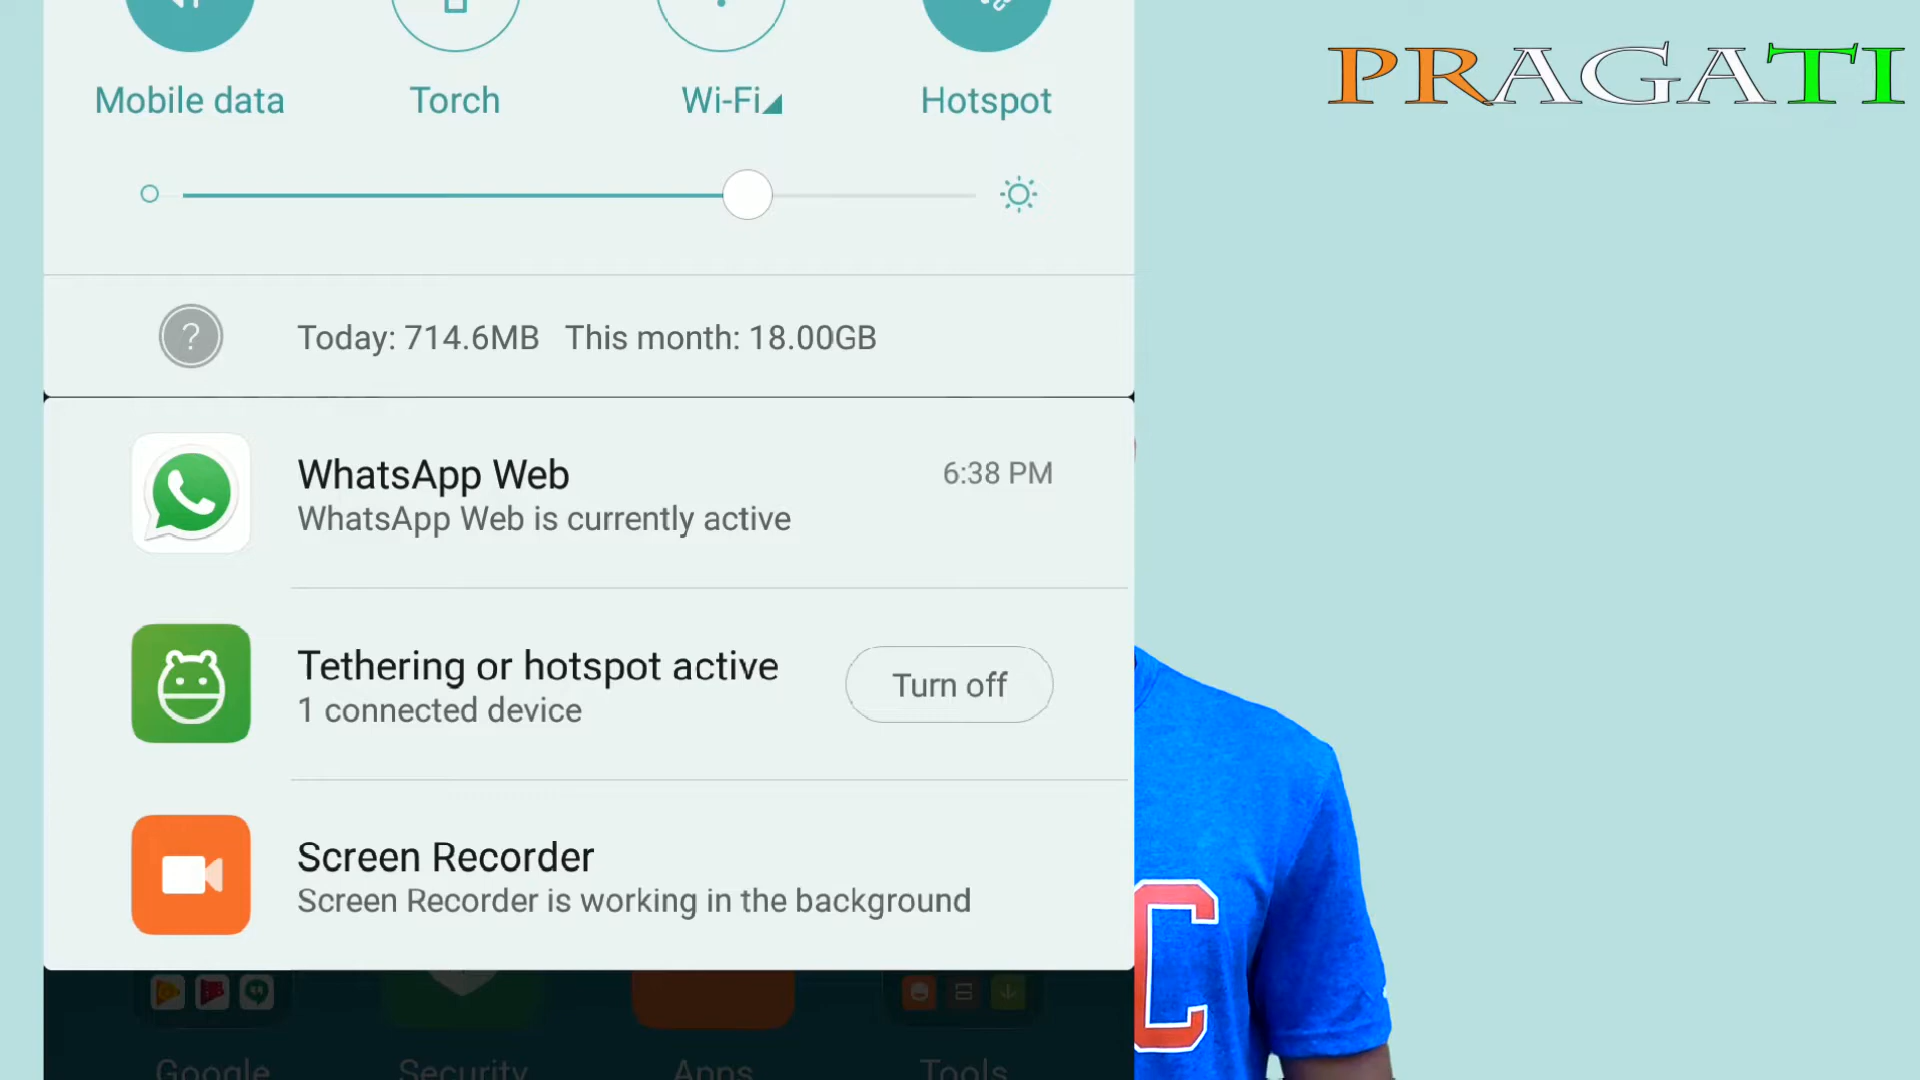 PRAGATI
Mobile data
Torch
Wi-Fi
Hotspot
Today: 714.6MB This month: 18.00GB
WhatsApp Web
6:38 PM
WhatsApp Web is currently active
Tethering or hotspot active
Turn off
1 connected device
Screen Recorder
Screen Recorder is working in the background
C
Google
Security
Apps
Tools